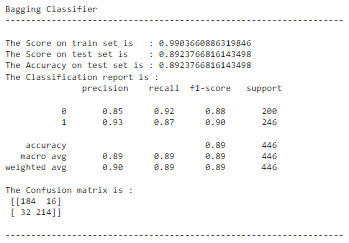 Bagging Classifier
--------------------------------------------------------------------
The Score on train set is   : 0.9903660886319846
The Score on test set is    : 0.8923766816143498
The Accuracy on test set is : 0.8923766816143498
The Classification report is :
              precision    recall  f1-score   support

           0       0.85      0.92      0.88       200
           1       0.93      0.87      0.90       246

    accuracy                           0.89       446
   macro avg       0.89      0.89      0.89       446
weighted avg       0.90      0.89      0.89       446

The Confusion matrix is :
 [[184  16]
 [ 32 214]]
--------------------------------------------------------------------